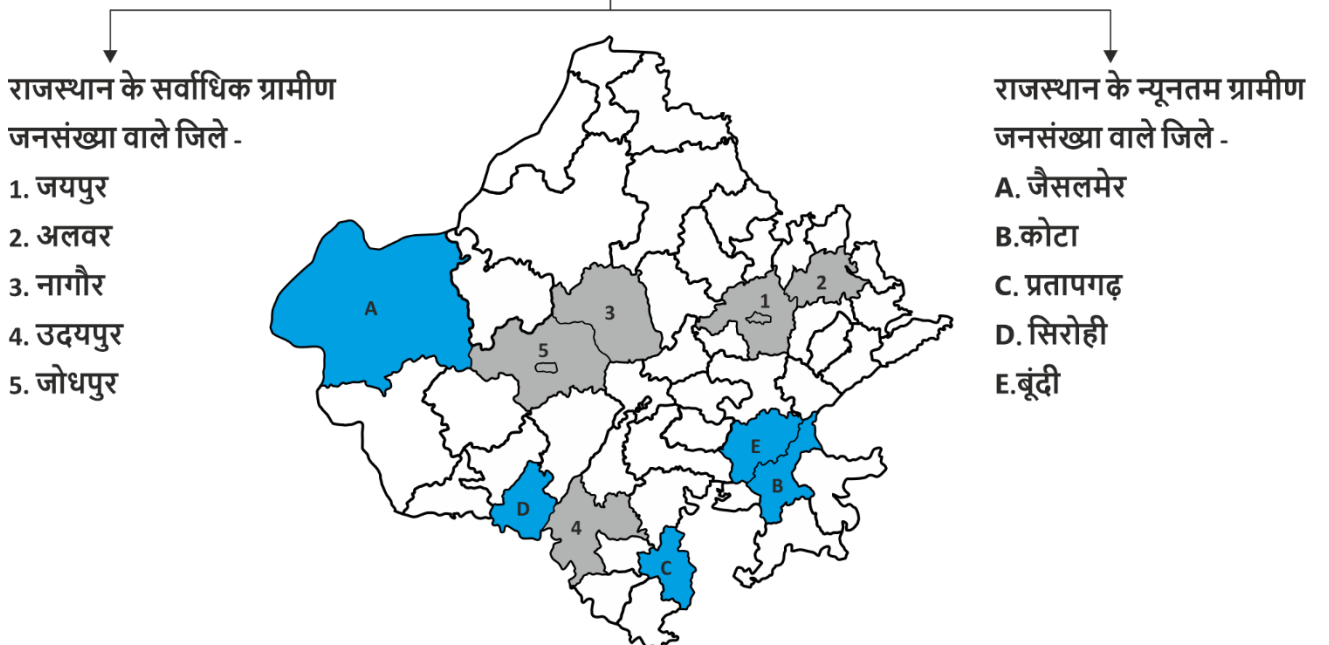 राजस्थान के सर्वाधिक ग्रामीण
जनसंख्या वाले जिले -
1. जयपुर
2. अलवर
3. नागौर
4. उदयपुर
5. जोधपुर
राजस्थान के न्यूनतम ग्रामीण
जनसंख्या वाले जिले -
A. जैसलमेर
B.कोटा
C. प्रतापगढ़
D. सिरोही
E.बूंदी
A
3
1
2
5
E
B
D
4
C